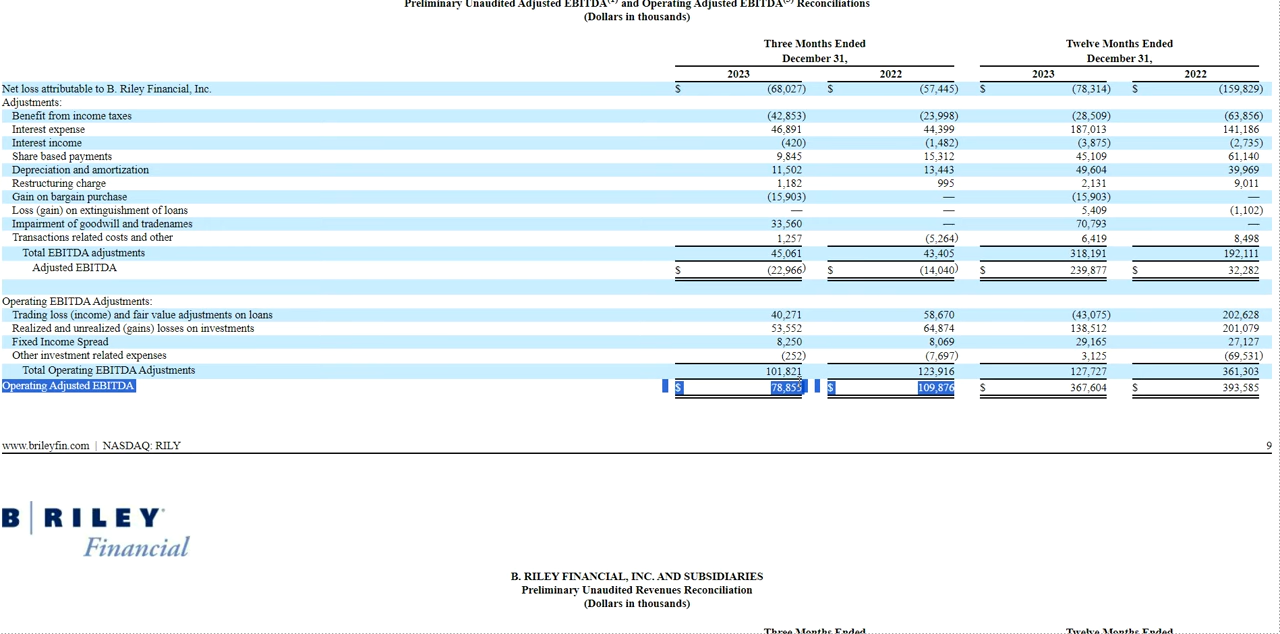 Preliminary Unaudited Adjusted EBITDA(1) and Operating Adjusted EBITDA(3) Reconciliations
(Dollars in thousands)
Three Months Ended Twelve Months Ended
December 31, December 31,
2023 2022 2023 2022
Net loss attributable to B. Riley Financial, Inc. $ (68,027) $ (57,445) $ (78,314) $ (159,829)
Adjustments:
Benefit from income taxes (42,853) (23,998) (28,509) (63,856)
Interest expense 46,891 44,399 187,013 141,186
Interest income (420) (1,482) (3,875) (2,735)
Share based payments 9,845 15,312 45,109 61,140
Depreciation and amortization 11,502 13,443 49,604 39,969
Restructuring charge 1,182 995 2,131 9,011
Gain on bargain purchase (15,903) — (15,903) —
Loss (gain) on extinguishment of loans — — 5,409 (1,102)
Impairment of goodwill and tradenames 33,560 — 70,793 —
Transactions related costs and other 1,257 (5,264) 6,419 8,498
Total EBITDA adjustments 45,061 43,405 318,191 192,111
Adjusted EBITDA $ (22,966) $ (14,040) $ 239,877 $ 32,282
Operating EBITDA Adjustments:
Trading loss (income) and fair value adjustments on loans 40,271 58,670 (43,075) 202,628
Realized and unrealized (gains) losses on investments 53,552 64,874 138,512 201,079
Fixed Income Spread 8,250 8,069 29,165 27,127
Other investment related expenses (252) (7,697) 3,125 (69,531)
Total Operating EBITDA Adjustments 101,821 123,916 127,727 361,303
Operating Adjusted EBITDA $ 78,855 $ 109,876 $ 367,604 $ 393,585
www.brileyfin.com | NASDAQ: RILY 9
B | RILEY
Financial
B. RILEY FINANCIAL, INC. AND SUBSIDIARIES
Preliminary Unaudited Revenues Reconciliation
(Dollars in thousands)
Three Months Ended Twelve Months Ended